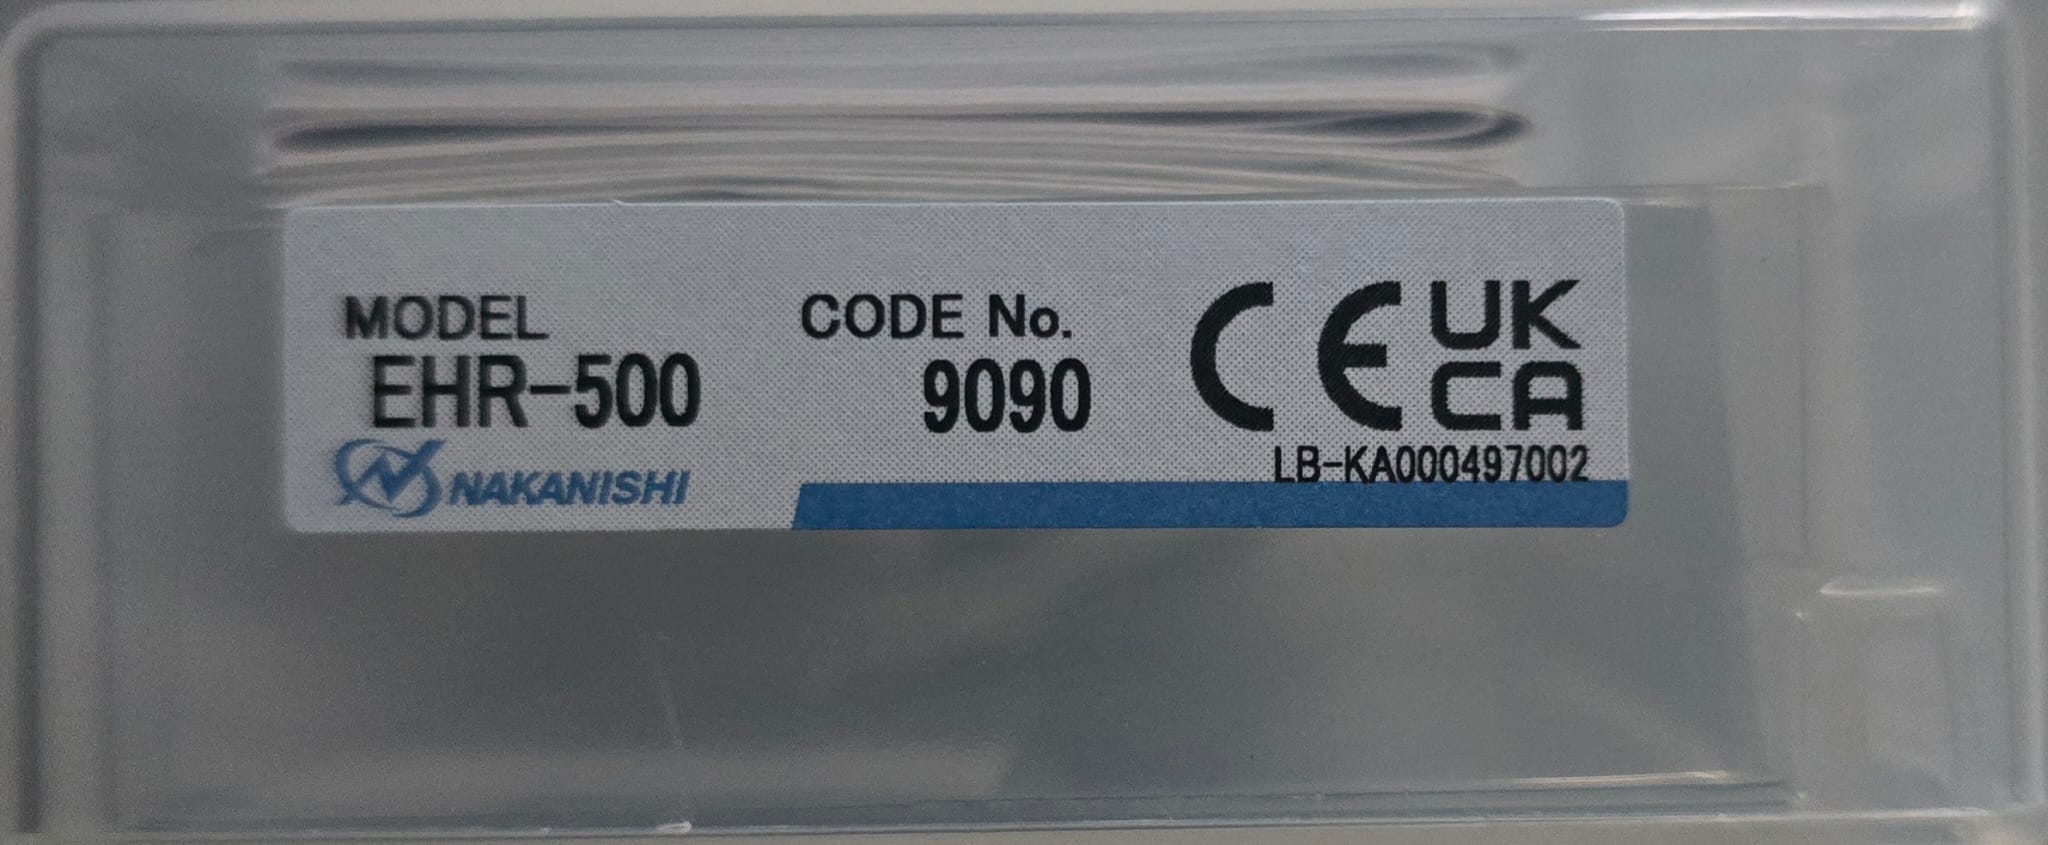 MODEL
EHR-500
NAKANISHI
CODE No.
9090
CE
UK
CA
LB-KA000497002